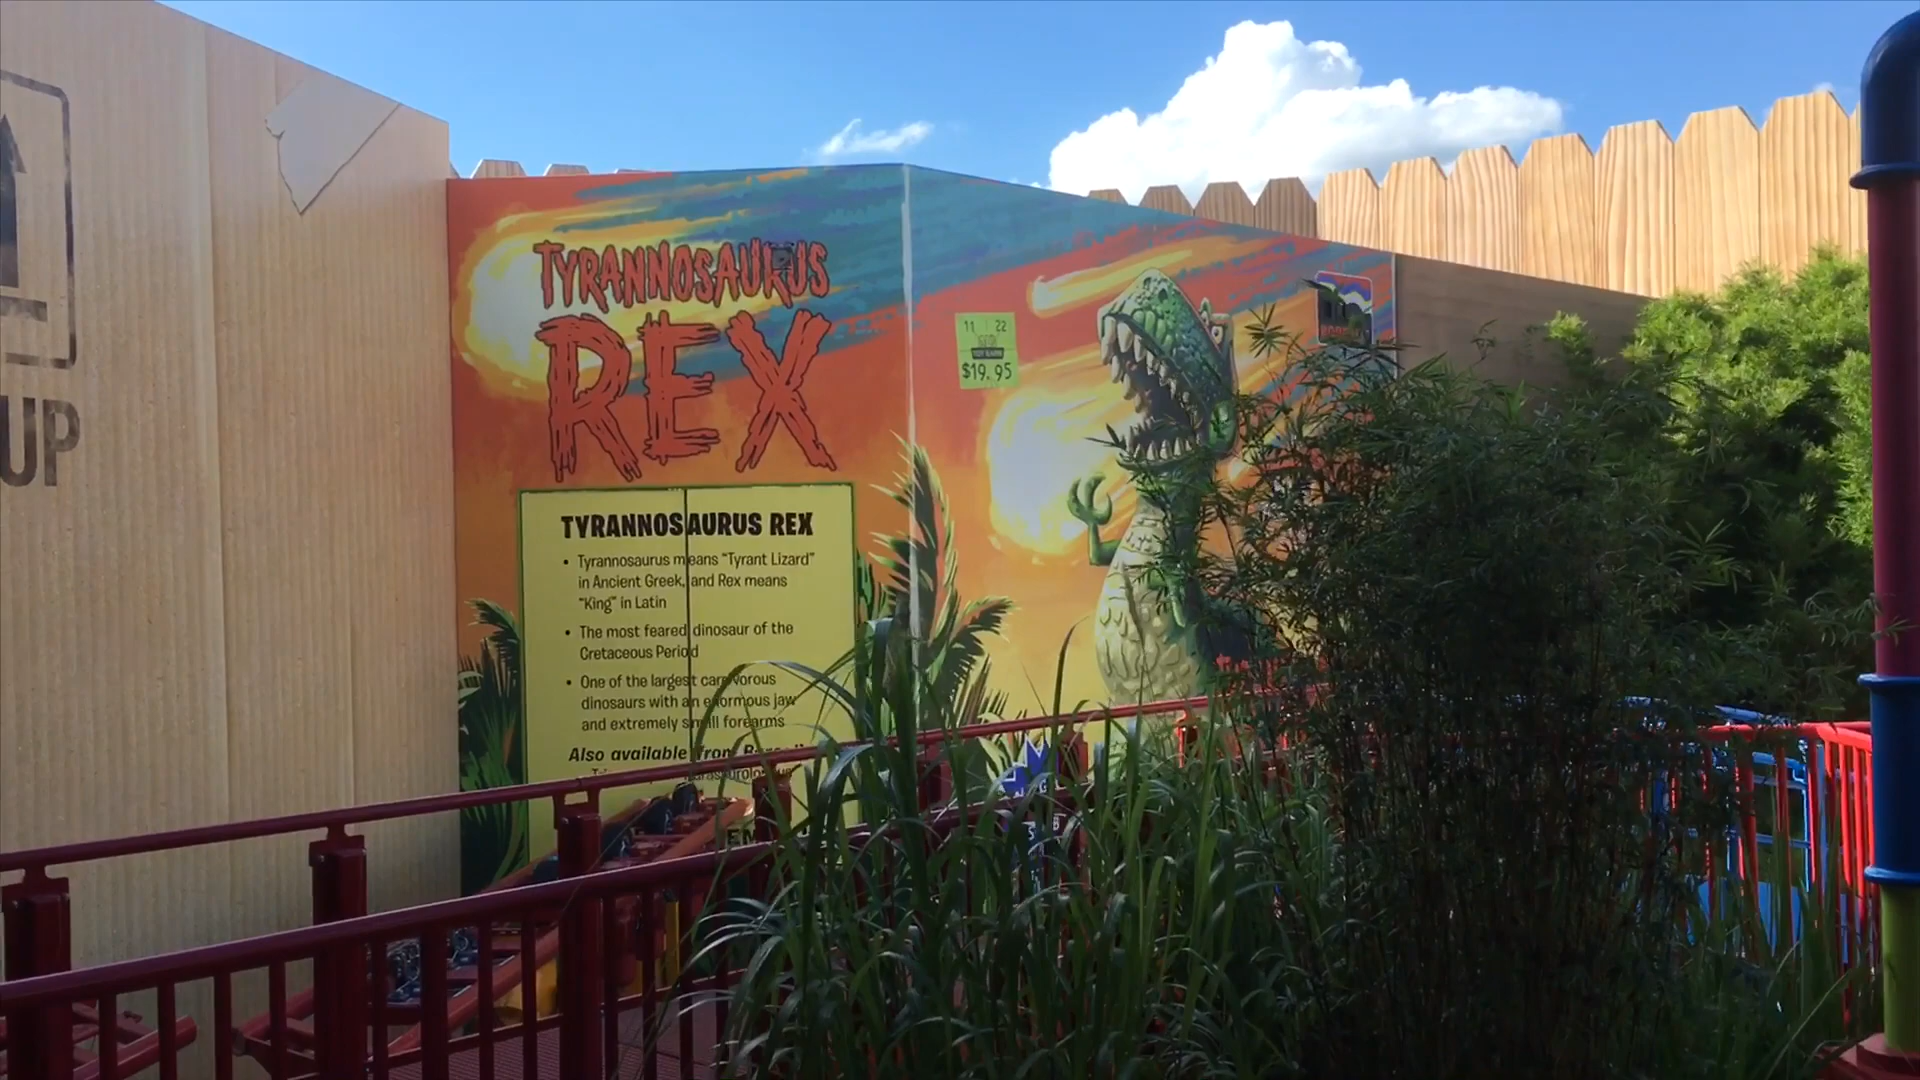 UP
TYRANNOSAURUS
REX
11 22
$19.95
TYRANNOSAURUS REX
• Tyrannosaurus means “Tyrant Lizard”
in Ancient Greek, and Rex means
“King” in Latin
• The most feared dinosaur of the
Cretaceous Period
• One of the largest carnivorous
dinosaurs with an enormous jaw
and extremely small forearms
Also available from